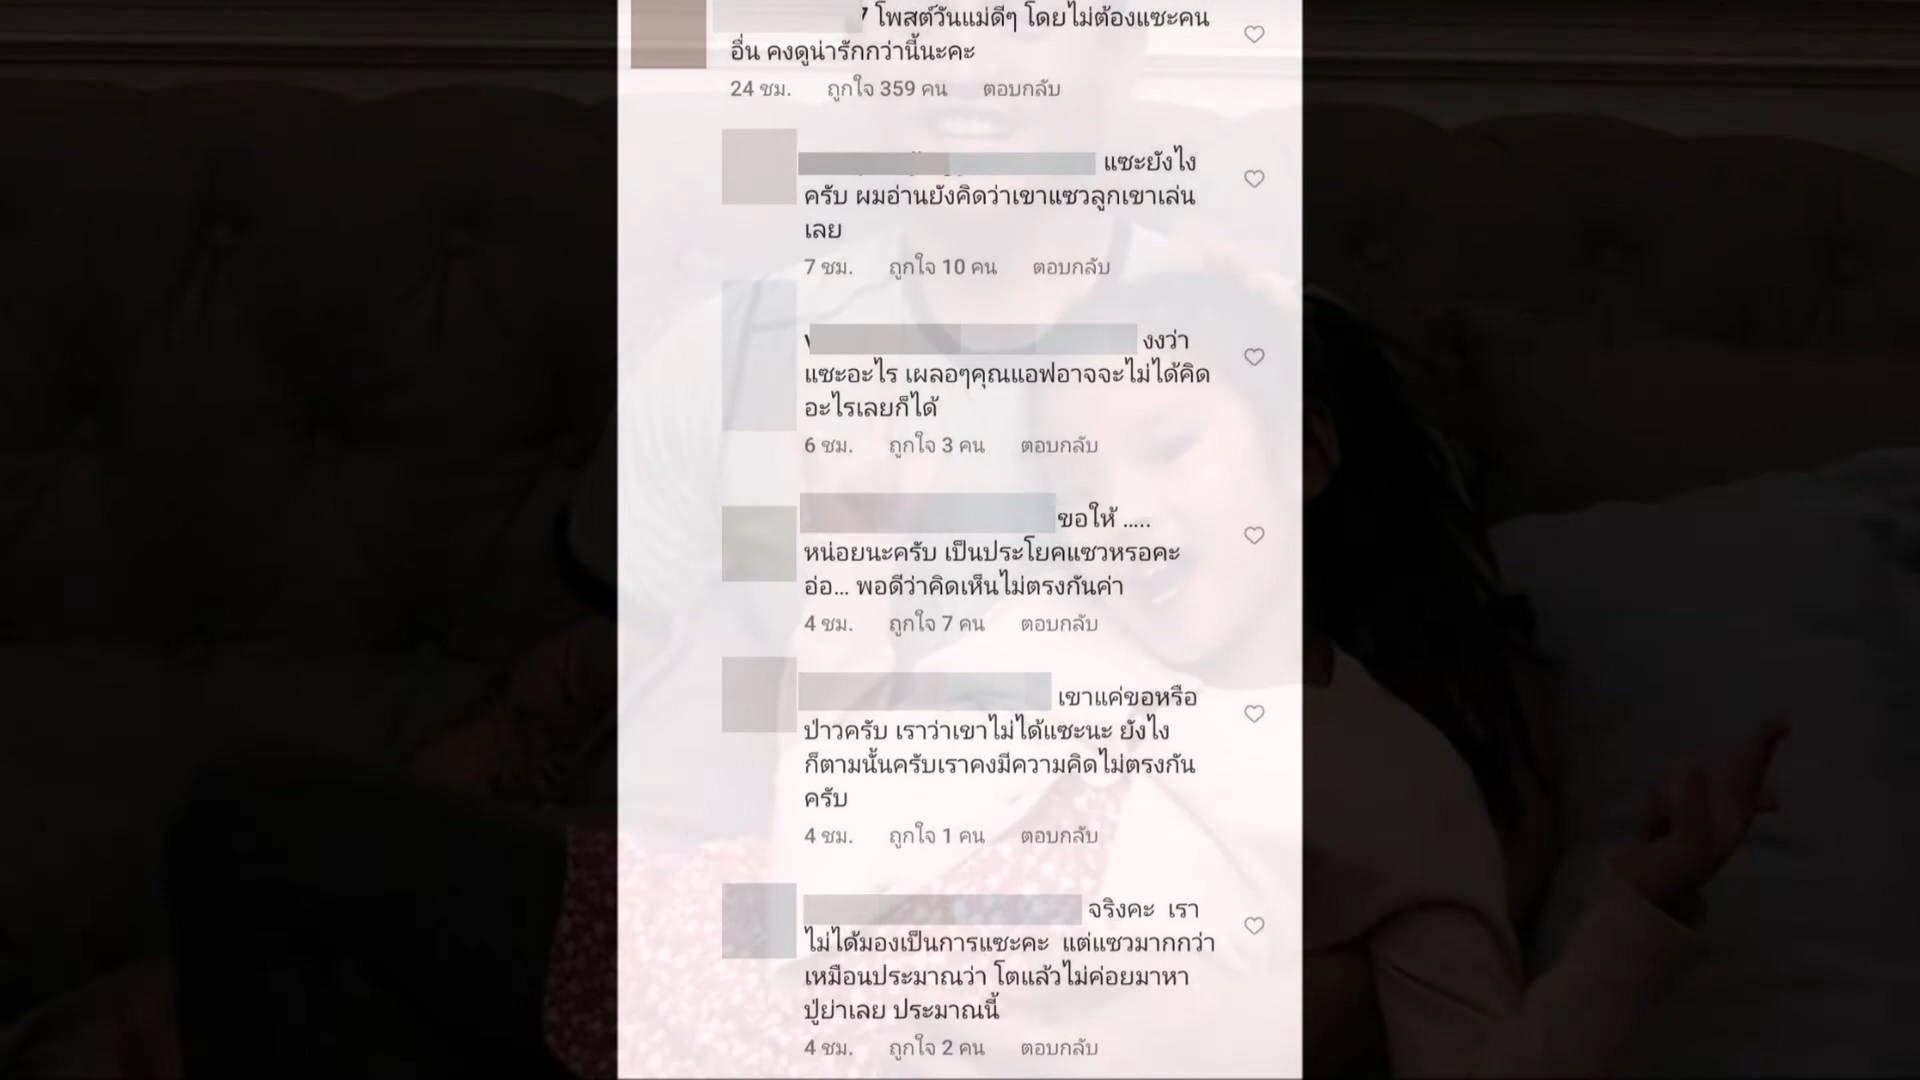 โพสต์วันแม่ดีๆ โดยไม่ต้องแซะคน
อื่น คงดูน่ารักกว่านี้นะคะ
24 ชม. ถูกใจ 359 คน ตอบกลับ
แซะยังไง
ครับ ผมอ่านยังคิดว่าเขาแซวลูกเขาเล่น
เลย
7 ชม. ถูกใจ 10 คน ตอบกลับ
งงว่า
แซะอะไร เผลอๆคุณแอฟอาจจะไม่ได้คิด
อะไรเลยก็ได้
6 ชม. ถูกใจ 3 คน ตอบกลับ
ขอให้ .....
หน่อยนะครับ เป็นประโยคแซวหรอคะ
อ่อ... พอดีว่าคิดเห็นไม่ตรงกันค่า
4 ชม. ถูกใจ 7 คน ตอบกลับ
เขาแค่ขอหรือ
ป่าวครับ เราว่าเขาไม่ได้แซะนะ ยังไง
ก็ตามนั้นครับเราคงมีความคิดไม่ตรงกัน
ครับ
4 ชม. ถูกใจ 1 คน ตอบกลับ
จริงคะ เรา
ไม่ได้มองเป็นการแซะคะ แต่แซวมากกว่า
เหมือนประมาณว่า โตแล้วไม่ค่อยมาหา
ปู่ย่าเลย ประมาณนี้
4 ชม. ถูกใจ 2 คน ตอบกลับ